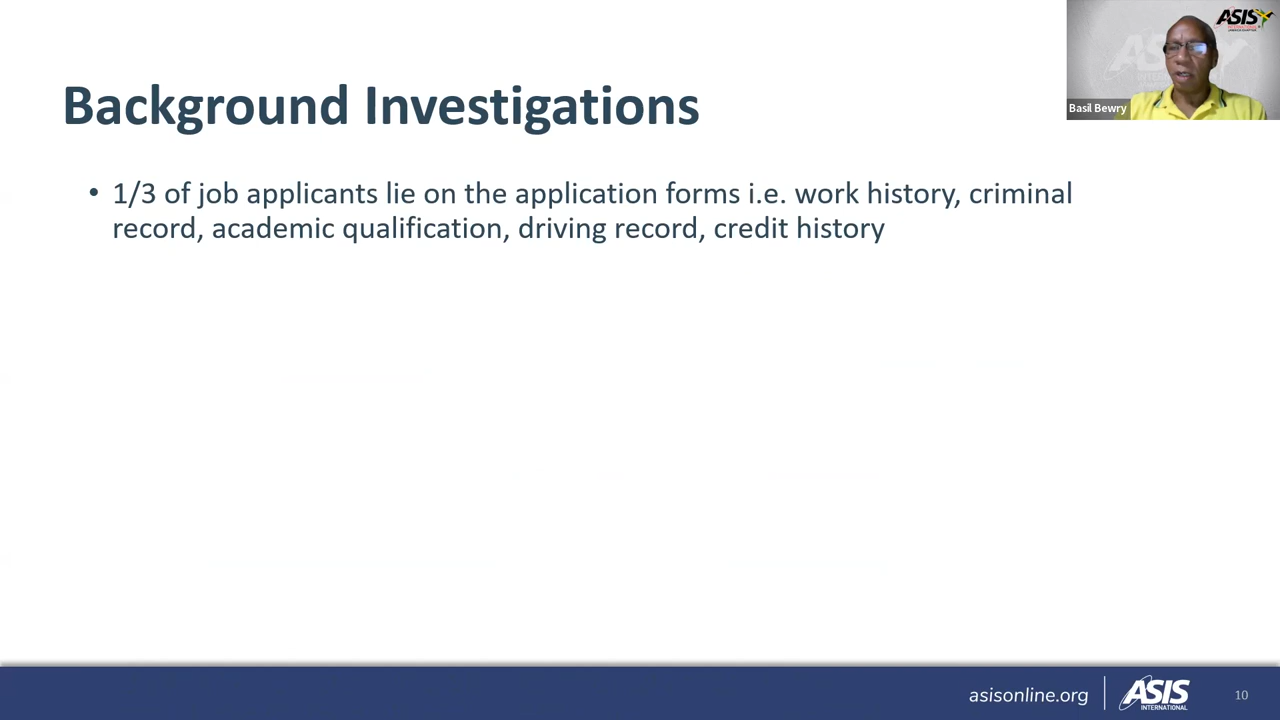 ASIS
INTERNATIONAL
Basil Bewry
Background Investigations
• 1/3 of job applicants lie on the application forms i.e. work history, criminal
record, academic qualification, driving record, credit history
asisonline.org
ASIS
INTERNATIONAL
10